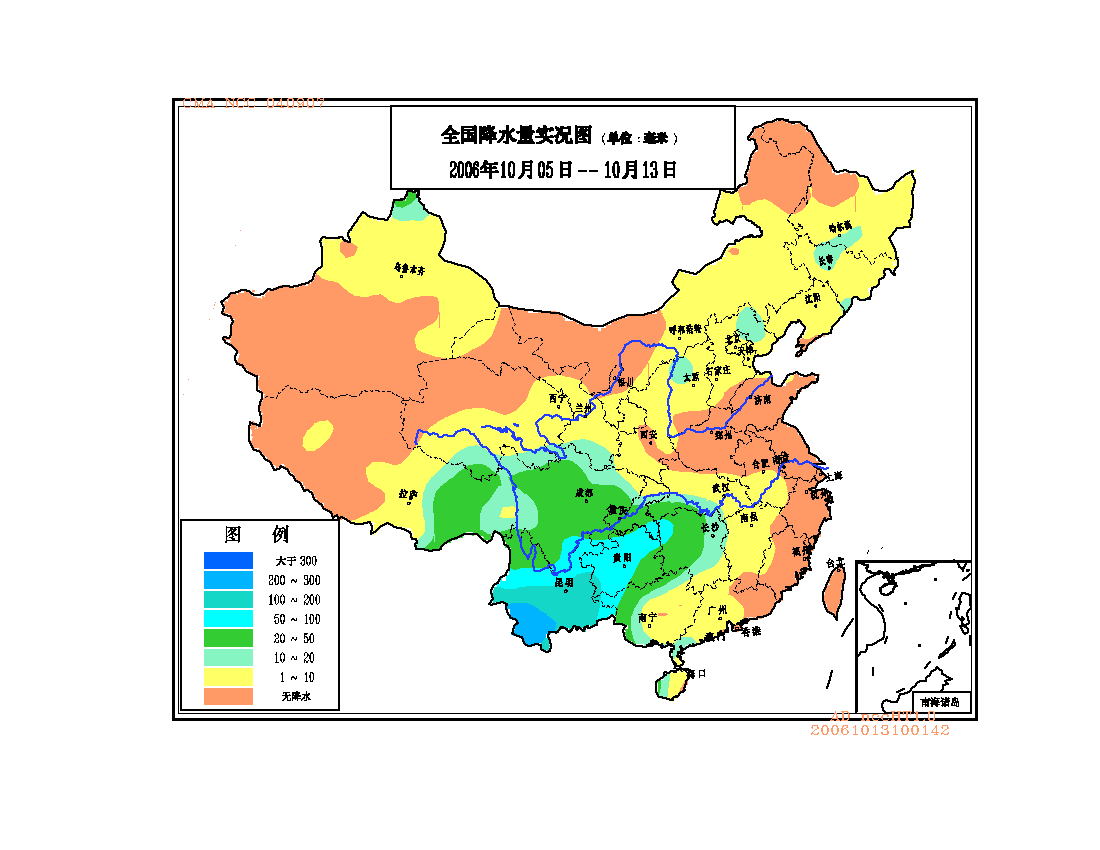 CMA NCC 040902
全国降水量实况图 (单位:毫米)
2006年10月05日 -- 10月13日
哈尔滨
长春
乌鲁木齐
沈阳
呼和浩特
北京
天津
银川
太原
石家庄
西宁
兰州
济南
西安
郑州
合肥
南京
上海
拉萨
成都
武汉
杭州
重庆
长沙
南昌
贵阳
福州
昆明
台北
南宁
广州
澳门
香港
海口
图 例
大于 300
200 ~ 300
100 ~ 200
50 ~ 100
20 ~ 50
10 ~ 20
1 ~ 10
无降水
南海诸岛
20061013100142